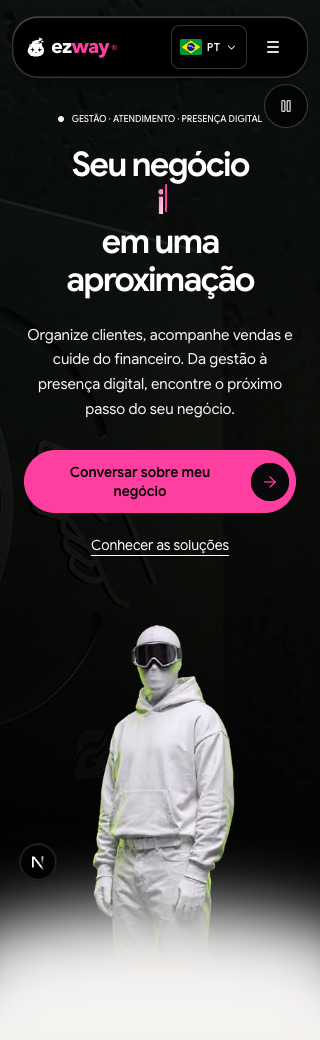 ezway®
PT
GESTÃO · ATENDIMENTO · PRESENÇA DIGITAL
Seu negócio
i
em uma
aproximação
Organize clientes, acompanhe vendas e
cuide do financeiro. Da gestão à
presença digital, encontre o próximo
passo do seu negócio.
Conversar sobre meu
negócio
Conhecer as soluções
N